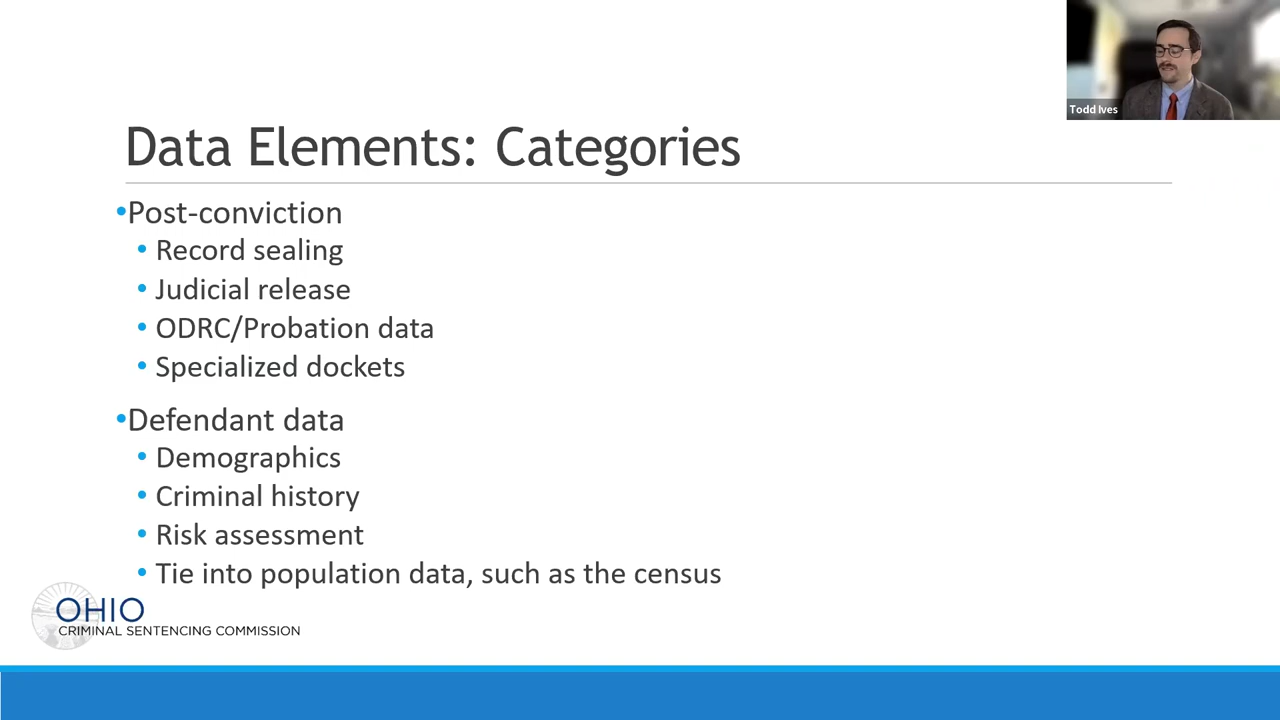 Todd Ives
Data Elements: Categories
•Post-conviction
• Record sealing
• Judicial release
• ODRC/Probation data
• Specialized dockets
•Defendant data
• Demographics
• Criminal history
• Risk assessment
• Tie into population data, such as the census
OHIO
CRIMINAL SENTENCING COMMISSION